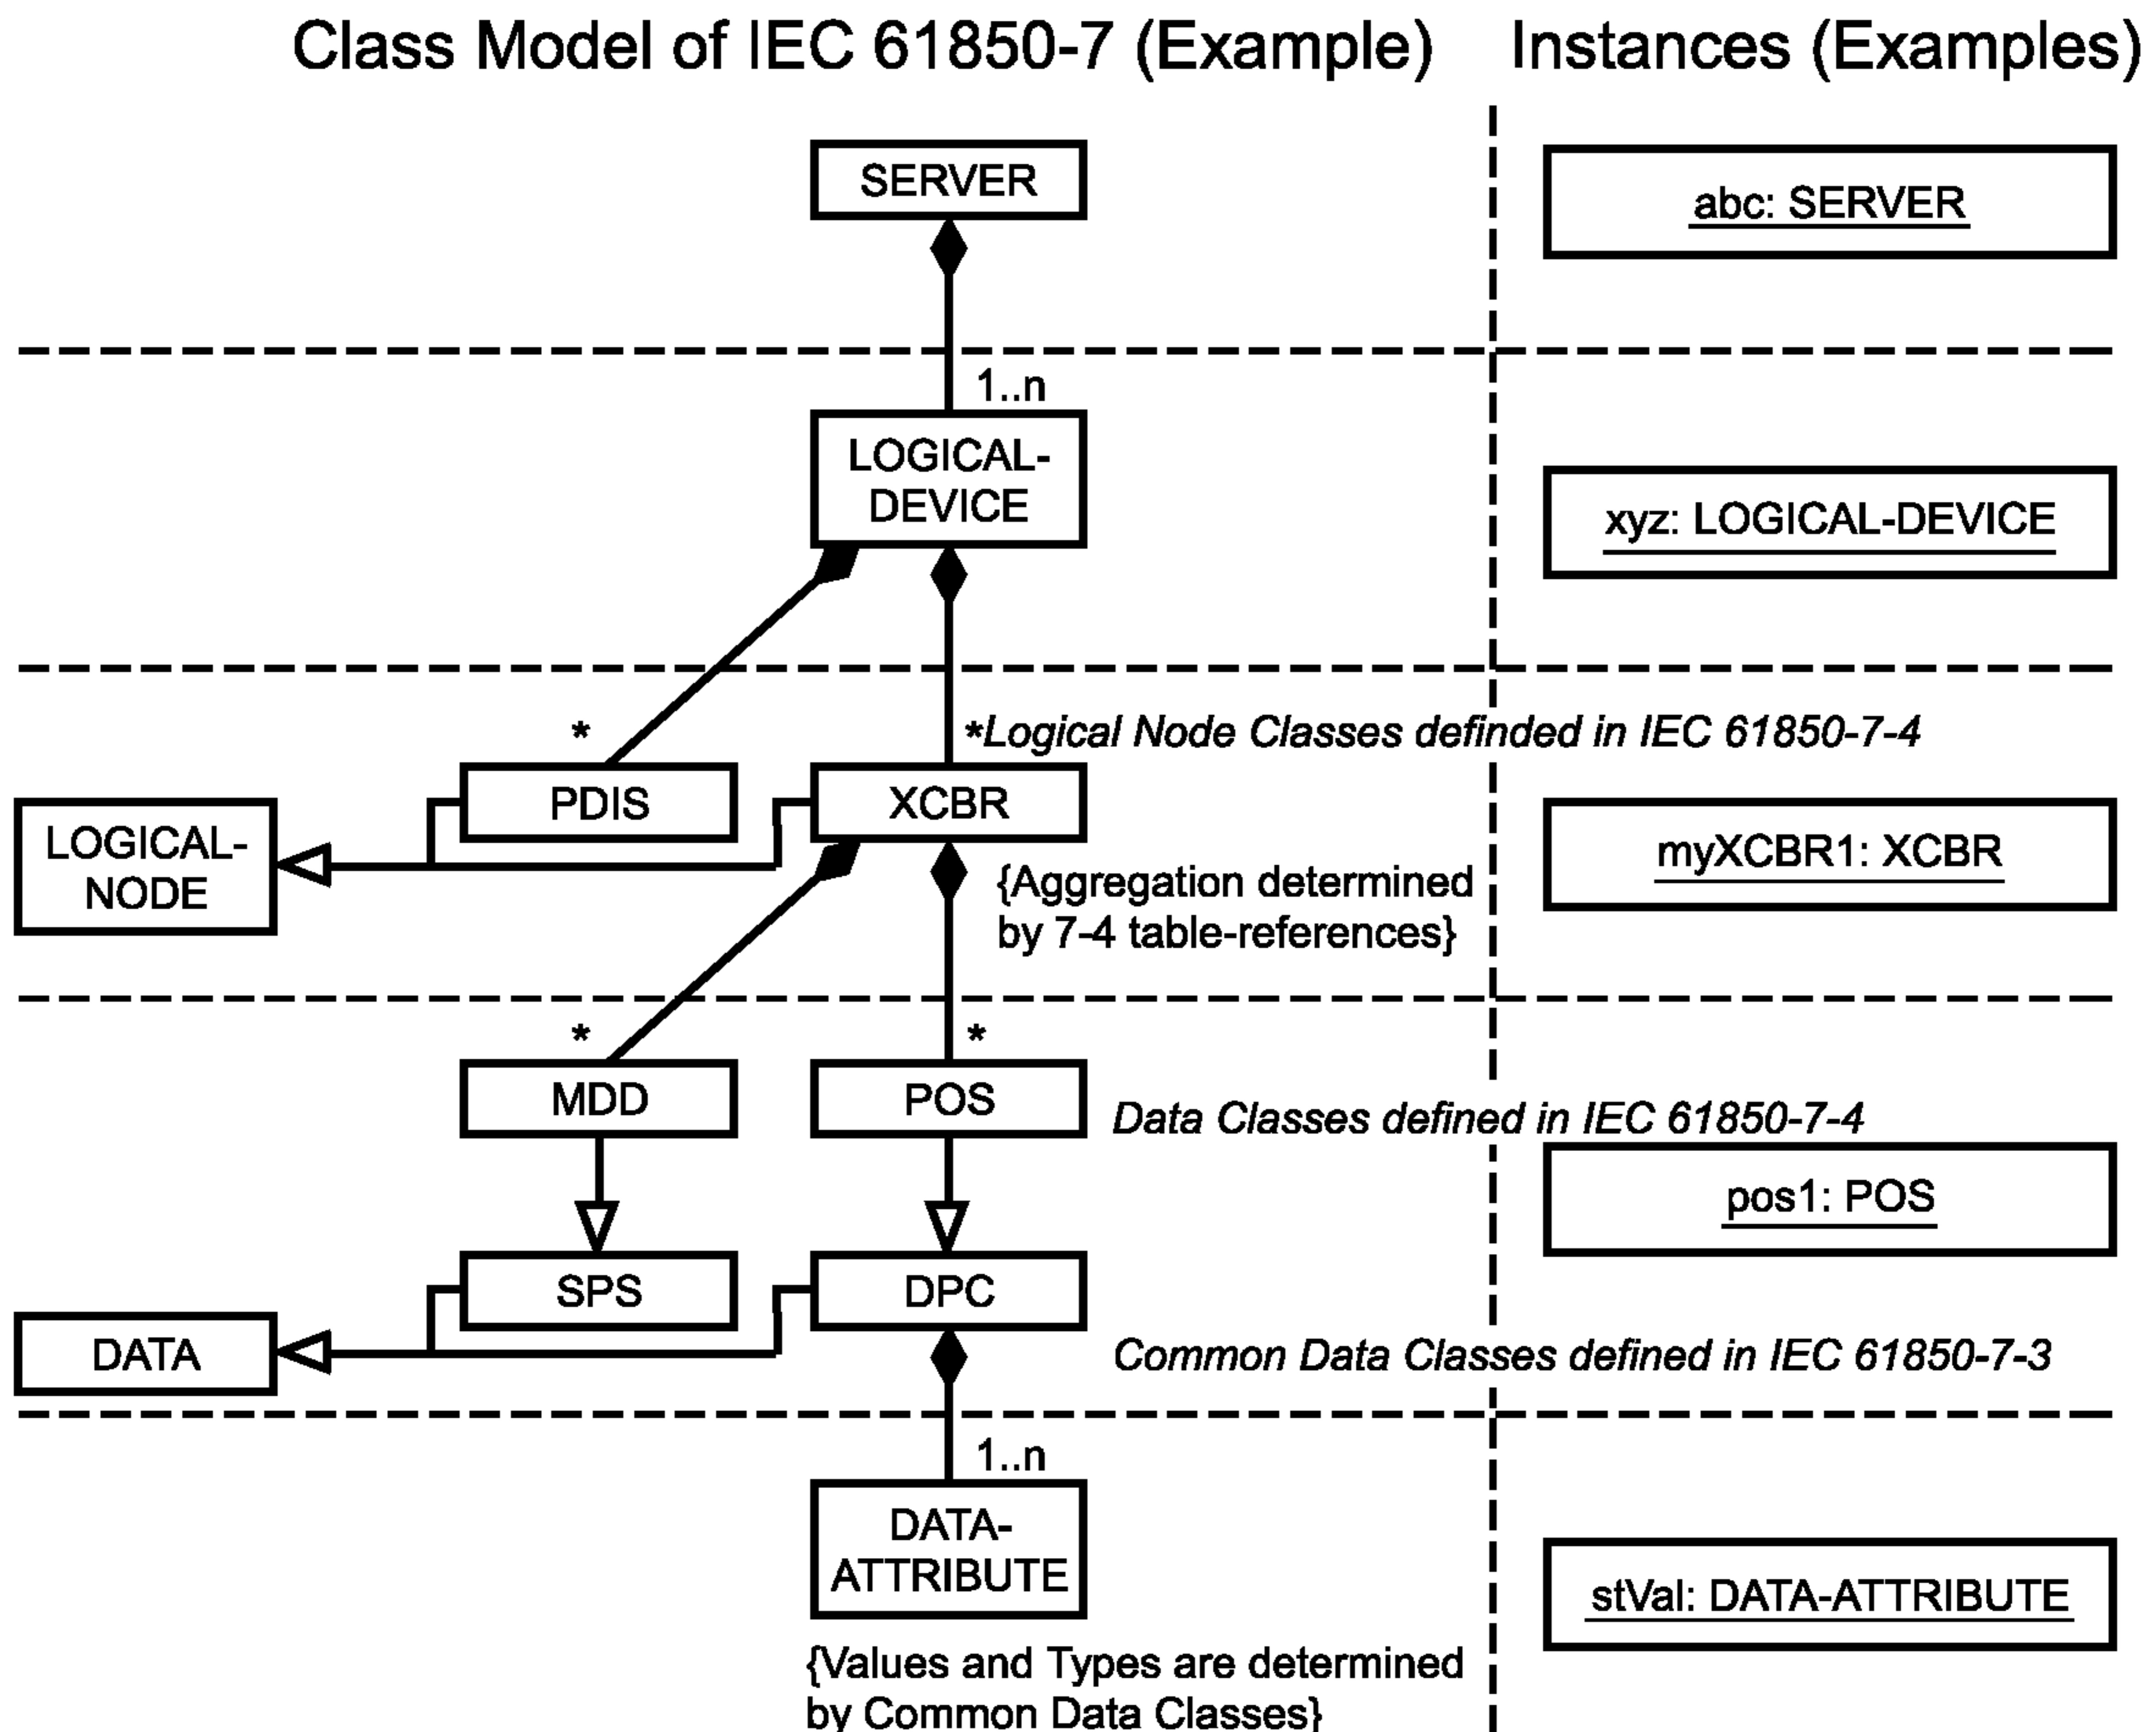 Class Model of IEC 61850-7 (Example)
Instances (Examples)
SERVER
abc: SERVER
1..n
LOGICAL-
DEVICE
xyz: LOGICAL-DEVICE
*
*Logical Node Classes definded in IEC 61850-7-4
PDIS
XCBR
LOGICAL-
NODE
myXCBR1: XCBR
{Aggregation determined
by 7-4 table-references}
*
*
MDD
POS
Data Classes defined in IEC 61850-7-4
pos1: POS
SPS
DPC
DATA
Common Data Classes defined in IEC 61850-7-3
1..n
DATA-
ATTRIBUTE
stVal: DATA-ATTRIBUTE
{Values and Types are determined
by Common Data Classes}